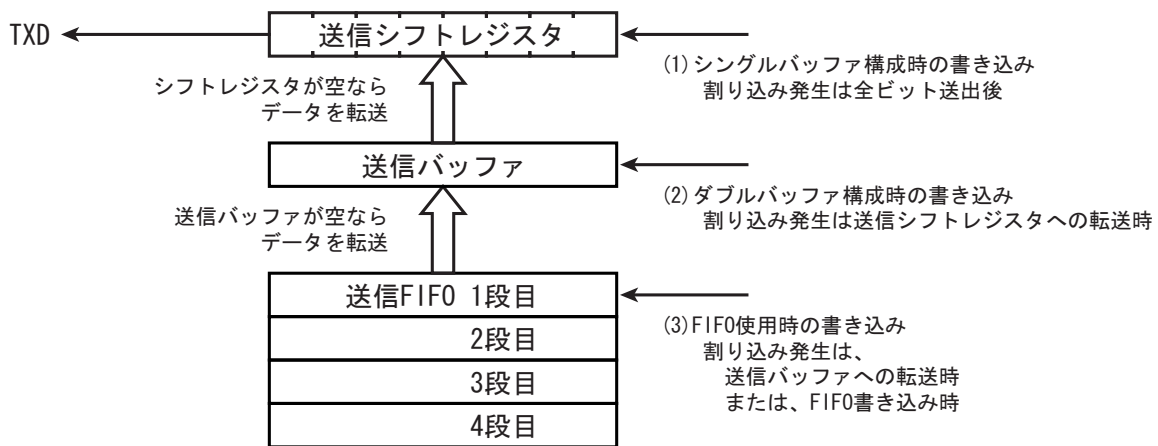 TXD
送信シフトレジスタ
(1)シングルバッファ構成時の書き込み
割り込み発生は全ビット送出後
シフトレジスタが空なら
データを転送
送信バッファ
(2)ダブルバッファ構成時の書き込み
割り込み発生は送信シフトレジスタへの転送時
送信バッファが空なら
データを転送
送信FIFO 1段目
2段目
3段目
4段目
(3)FIFO使用時の書き込み
割り込み発生は、
送信バッファへの転送時
または、FIFO書き込み時